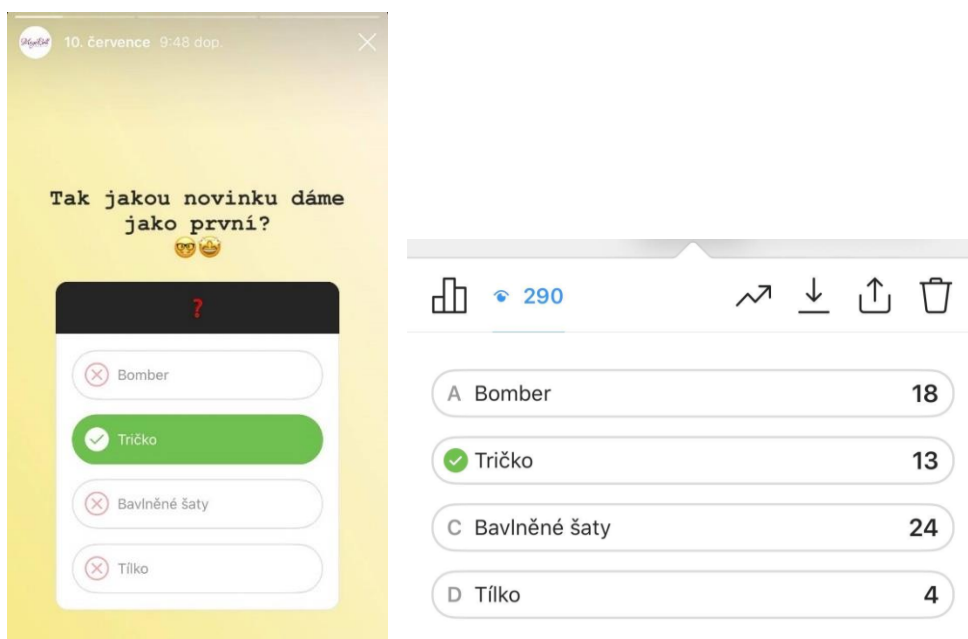 10. července 9:48 dop.
Tak jakou novinku dáme
jako první?
🤓🤩
?
Bomber
Tričko
Bavlněné šaty
Tílko
290
A Bomber 18
Tričko 13
C Bavlněné šaty 24
D Tílko 4